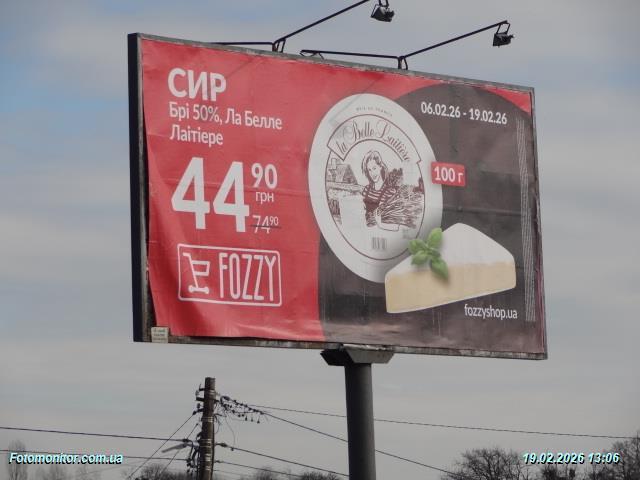 СИР
Брі 50%, Ла Белле
Лаітіере
44 90
грн
74 90
FOZZY
la Belle Laitière
100 г
06.02.26 - 19.02.26
fozzyshop.ua
Fotomonitor.com.ua
19.02.2026 13:06